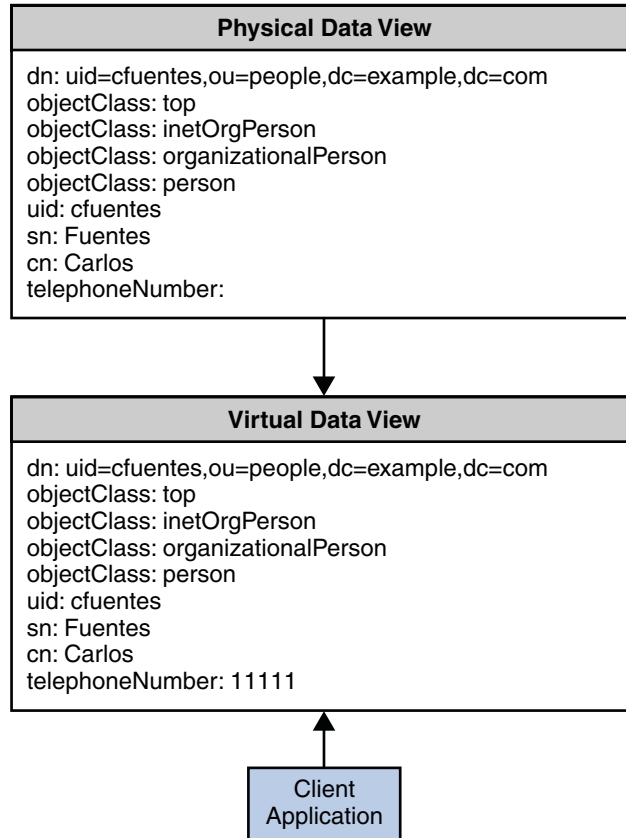 Physical Data View
dn: uid=cfuentes,ou=people,dc=example,dc=com
objectClass: top
objectClass: inetOrgPerson
objectClass: organizationalPerson
objectClass: person
uid: cfuentes
sn: Fuentes
cn: Carlos
telephoneNumber:
Virtual Data View
dn: uid=cfuentes,ou=people,dc=example,dc=com
objectClass: top
objectClass: inetOrgPerson
objectClass: organizationalPerson
objectClass: person
uid: cfuentes
sn: Fuentes
cn: Carlos
telephoneNumber: 11111
Client
Application